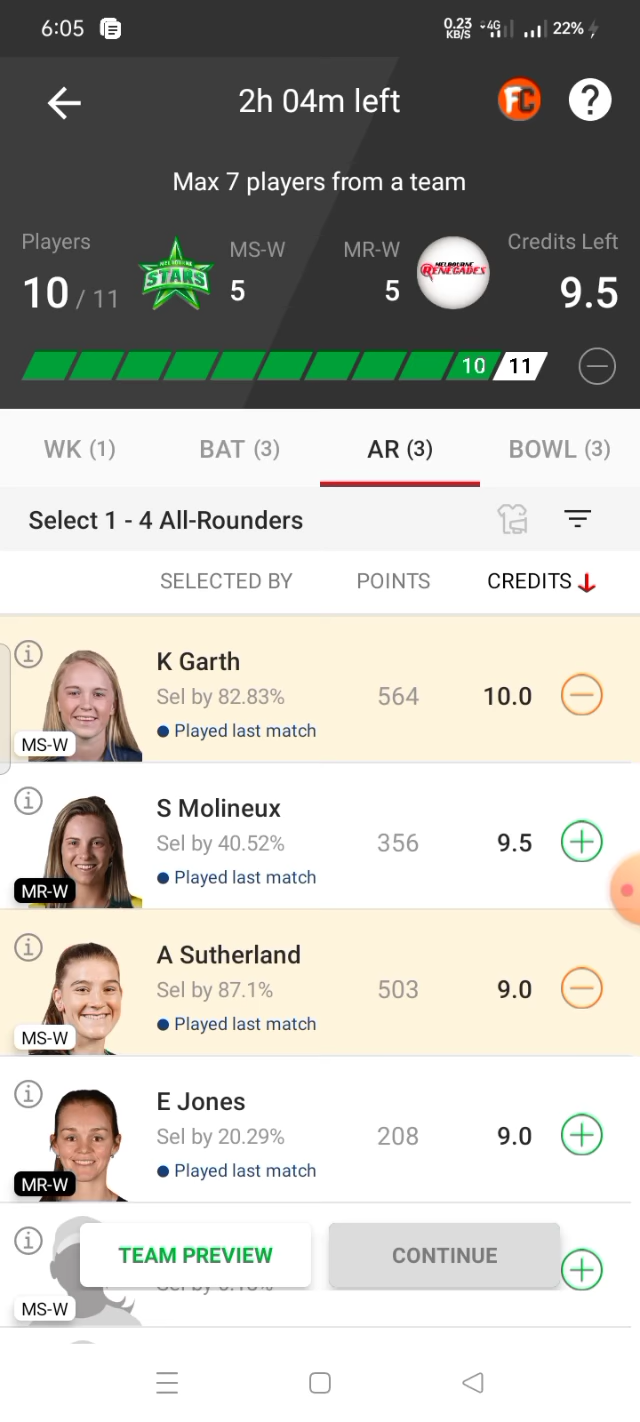 6:05
0.23 KB/S 4G 22%
2h 04m left
FC ?
Max 7 players from a team
Players MS-W MR-W Credits Left
10 / 11 STARS 5 5 MELBOURNE RENEGADES 9.5
10 11
WK (1) BAT (3) AR (3) BOWL (3)
Select 1 - 4 All-Rounders
SELECTED BY POINTS CREDITS
K Garth
Sel by 82.83% 564 10.0
Played last match
MS-W
S Molineux
Sel by 40.52% 356 9.5
Played last match
MR-W
A Sutherland
Sel by 87.1% 503 9.0
Played last match
MS-W
E Jones
Sel by 20.29% 208 9.0
Played last match
MR-W
TEAM PREVIEW CONTINUE
MS-W